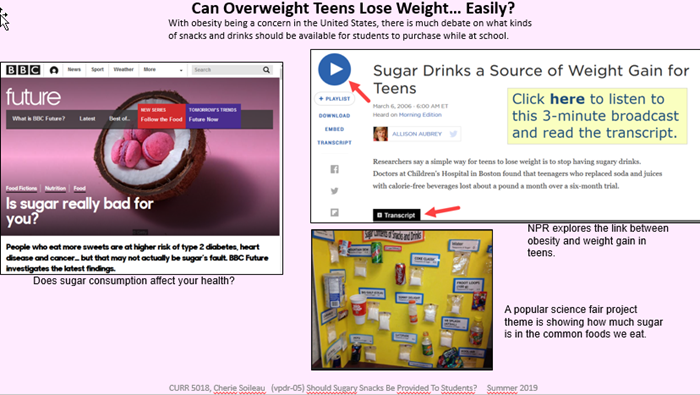 Can Overweight Teens Lose Weight... Easily?
With obesity being a concern in the United States, there is much debate on what kinds
of snacks and drinks should be available for students to purchase while at school.
BBC News Sport Weather More Search
future
NEW SERIES TOMORROW'S TRENDS
What is BBC Future? Latest Best of... Follow the Food Future Now
Food Fictions Nutrition Food
Is sugar really bad for
you?
People who eat more sweets are at higher risk of type 2 diabetes, heart
disease and cancer... but that may not actually be sugar's fault. BBC Future
investigates the latest findings.
Does sugar consumption affect your health?
Sugar Drinks a Source of Weight Gain for
Teens
+ PLAYLIST
March 6, 2006 · 6:00 AM ET
DOWNLOAD
Heard on Morning Edition
EMBED
ALLISON AUBREY
TRANSCRIPT
Click here to listen to
this 3-minute broadcast
and read the transcript.
Researchers say a simple way for teens to lose weight is to stop having sugary drinks.
Doctors at Children's Hospital in Boston found that teenagers who replaced soda and juices
with calorie-free beverages lost about a pound a month over a six-month trial.
Transcript
NPR explores the link between
obesity and weight gain in
teens.
Sugar Contents of Snacks and Drinks
A popular science fair project
theme is showing how much sugar
is in the common foods we eat.
CURR 5018, Cherie Soileau (vpdr-05) Should Sugary Snacks Be Provided To Students? Summer 2019